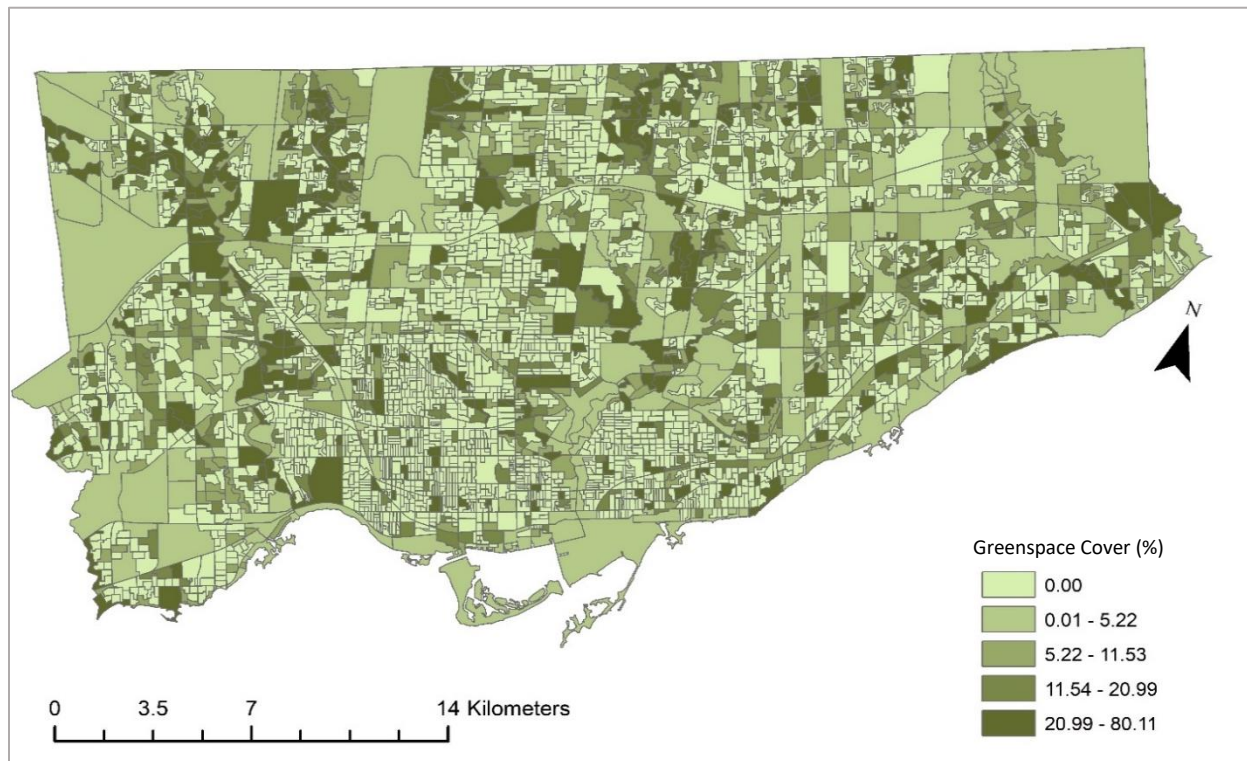 N
Greenspace Cover (%)
0.00
0.01 - 5.22
5.22 - 11.53
11.54 - 20.99
20.99 - 80.11
0 3.5 7 14 Kilometers